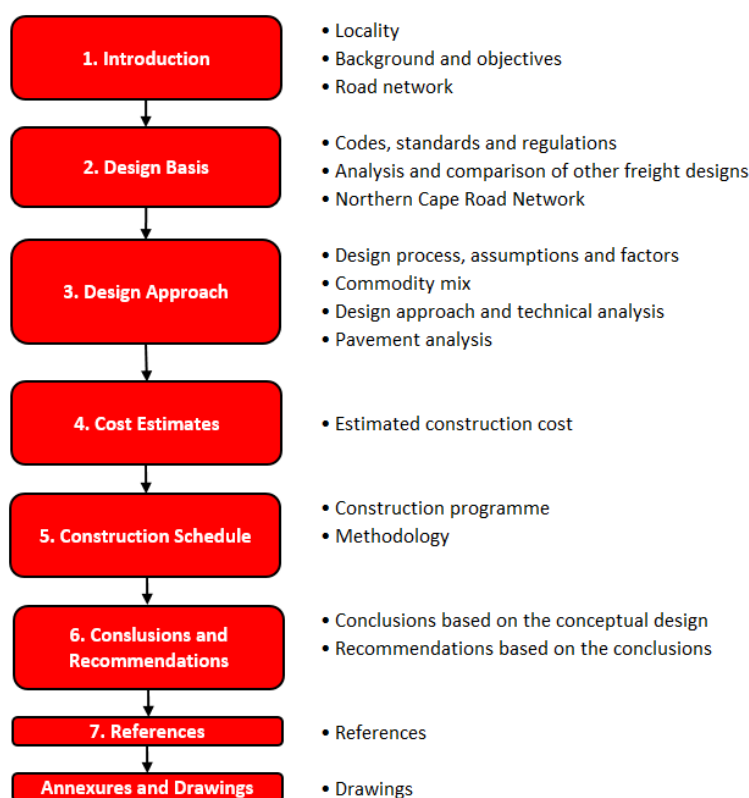 1. Introduction
• Locality
• Background and objectives
• Road network
2. Design Basis
• Codes, standards and regulations
• Analysis and comparison of other freight designs
• Northern Cape Road Network
3. Design Approach
• Design process, assumptions and factors
• Commodity mix
• Design approach and technical analysis
• Pavement analysis
4. Cost Estimates
• Estimated construction cost
5. Construction Schedule
• Construction programme
• Methodology
6. Conslusions and
Recommendations
• Conclusions based on the conceptual design
• Recommendations based on the conclusions
7. References
• References
Annexures and Drawings
• Drawings